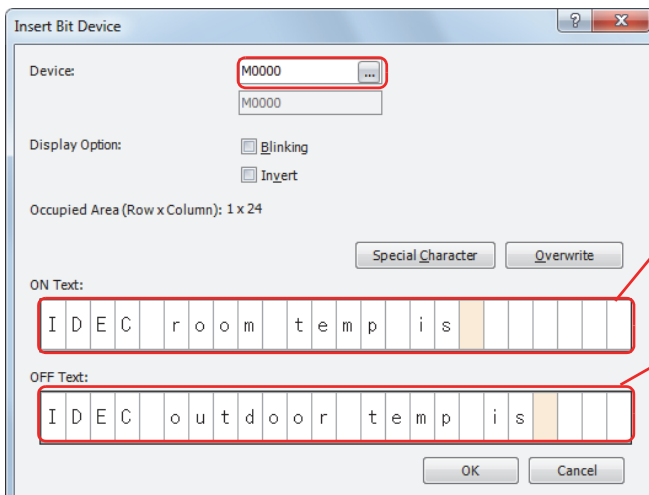 Insert Bit Device
Device: M0000 ...
M0000
Display Option: Blinking
Invert
Occupied Area (Row x Column): 1 x 24
Special Character Overwrite
ON Text:
IDEC room temp is
OFF Text:
IDEC outdoor temp is
OK Cancel